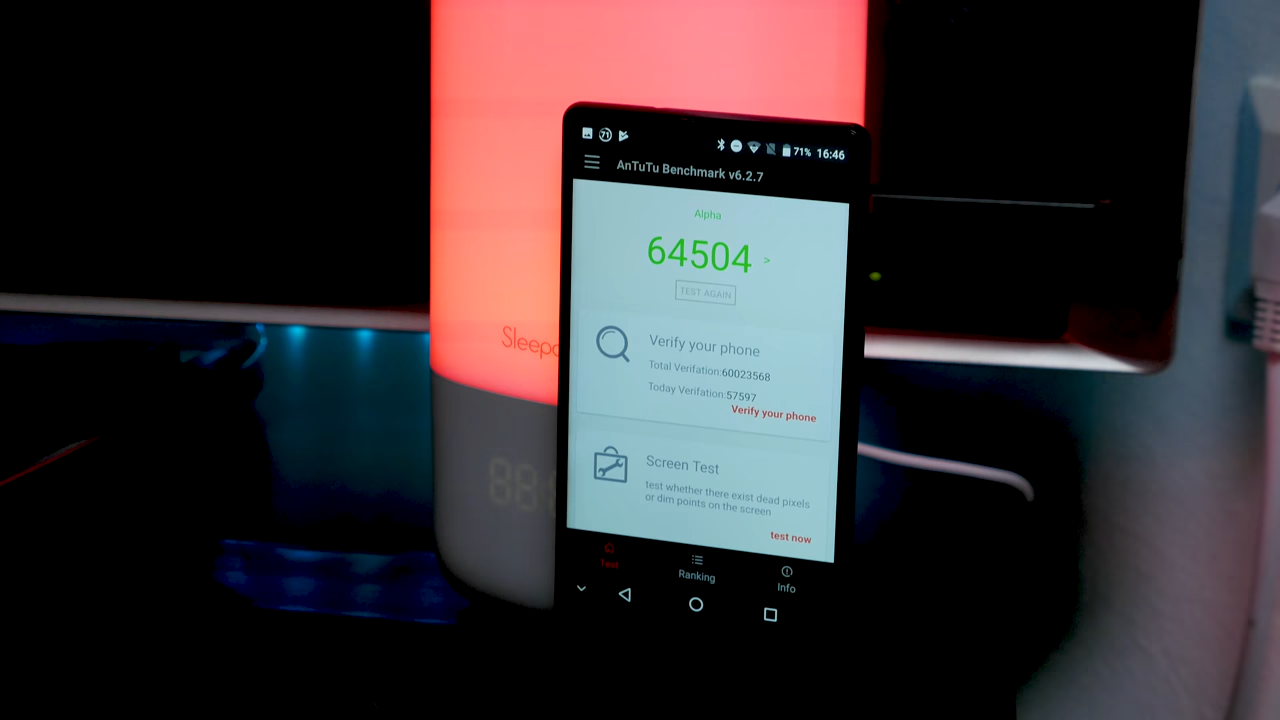 71
71% 16:46
AnTuTu Benchmark v6.2.7
Alpha
64504 >
TEST AGAIN
Verify your phone
Total Verifation:60023568
Today Verifation:57597
Verify your phone
Screen Test
test whether there exist dead pixels
or dim points on the screen
test now
Test
Ranking
Info